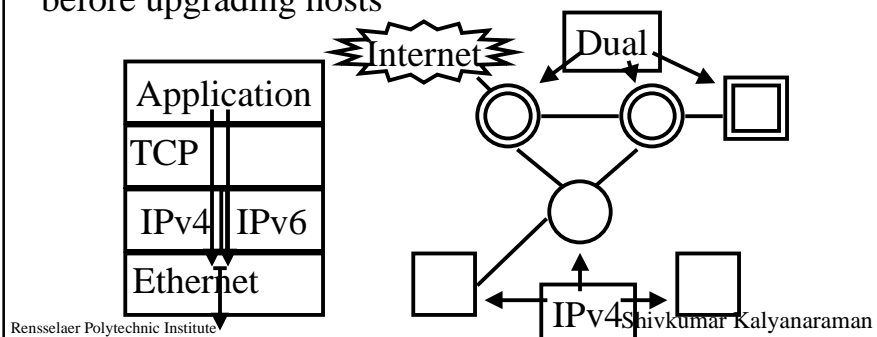 before upgrading hosts
Internet
Dual
Application
TCP
IPv4
IPv6
Ethernet
IPv4
Rensselaer Polytechnic Institute
Shivkumar Kalyanaraman